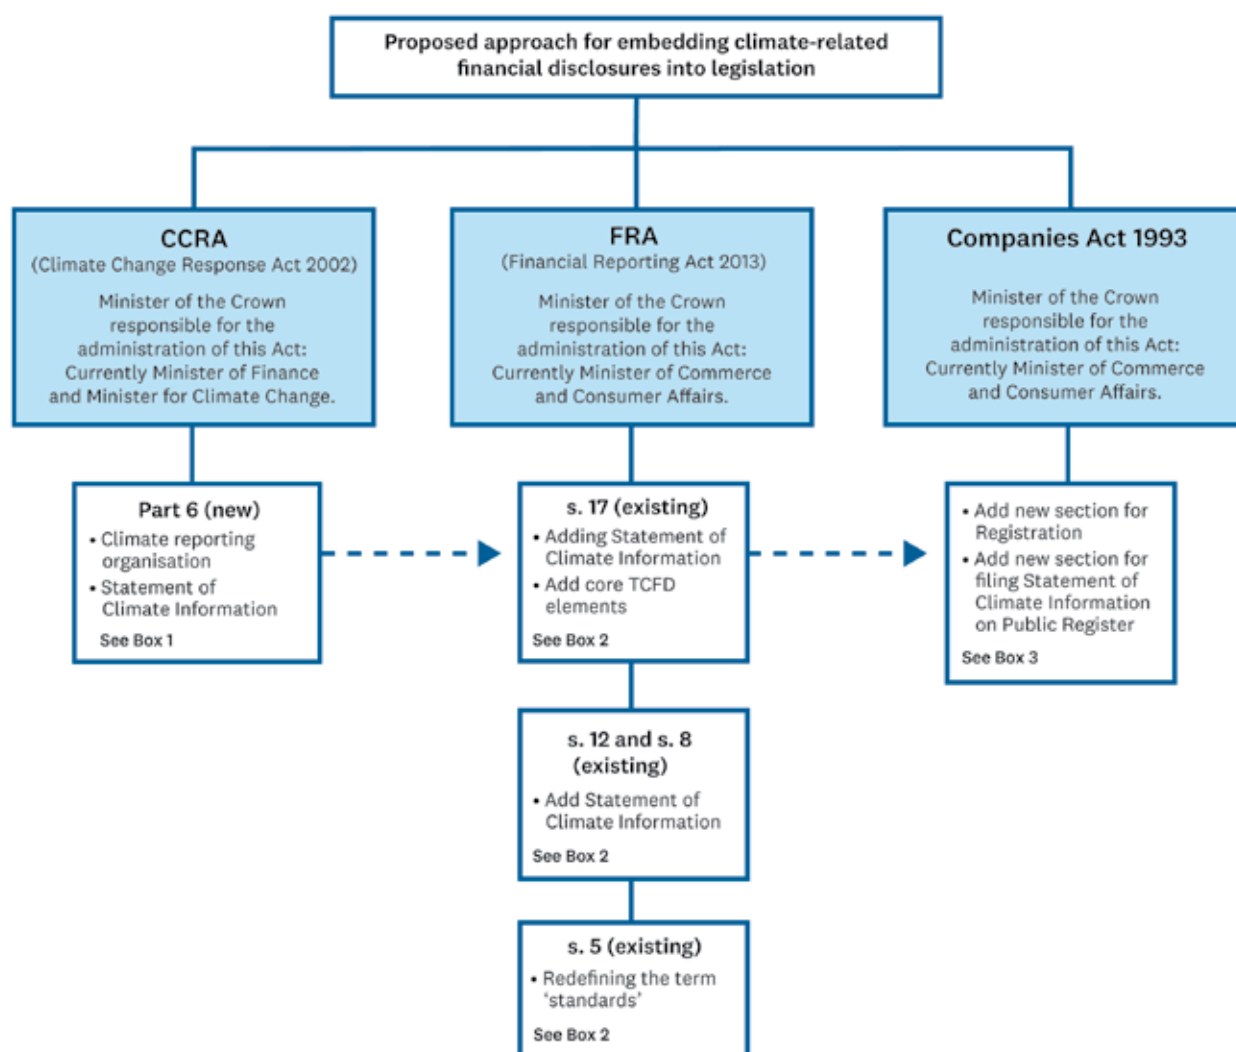 Proposed approach for embedding climate-related
financial disclosures into legislation
CCRA
(Climate Change Response Act 2002)
Minister of the Crown
responsible for the
administration of this Act:
Currently Minister of Finance
and Minister for Climate Change.
FRA
(Financial Reporting Act 2013)
Minister of the Crown
responsible for the
administration of this Act:
Currently Minister of Commerce
and Consumer Affairs.
Companies Act 1993
Minister of the Crown
responsible for the
administration of this Act:
Currently Minister of Commerce
and Consumer Affairs.
Part 6 (new)
• Climate reporting
organisation
• Statement of
Climate Information
See Box 1
s. 17 (existing)
• Adding Statement of
Climate Information
• Add core TCFD
elements
See Box 2
• Add new section for
Registration
• Add new section for
filing Statement of
Climate Information
on Public Register
See Box 3
s. 12 and s. 8
(existing)
• Add Statement of
Climate Information
See Box 2
s. 5 (existing)
• Redefining the term
‘standards’
See Box 2